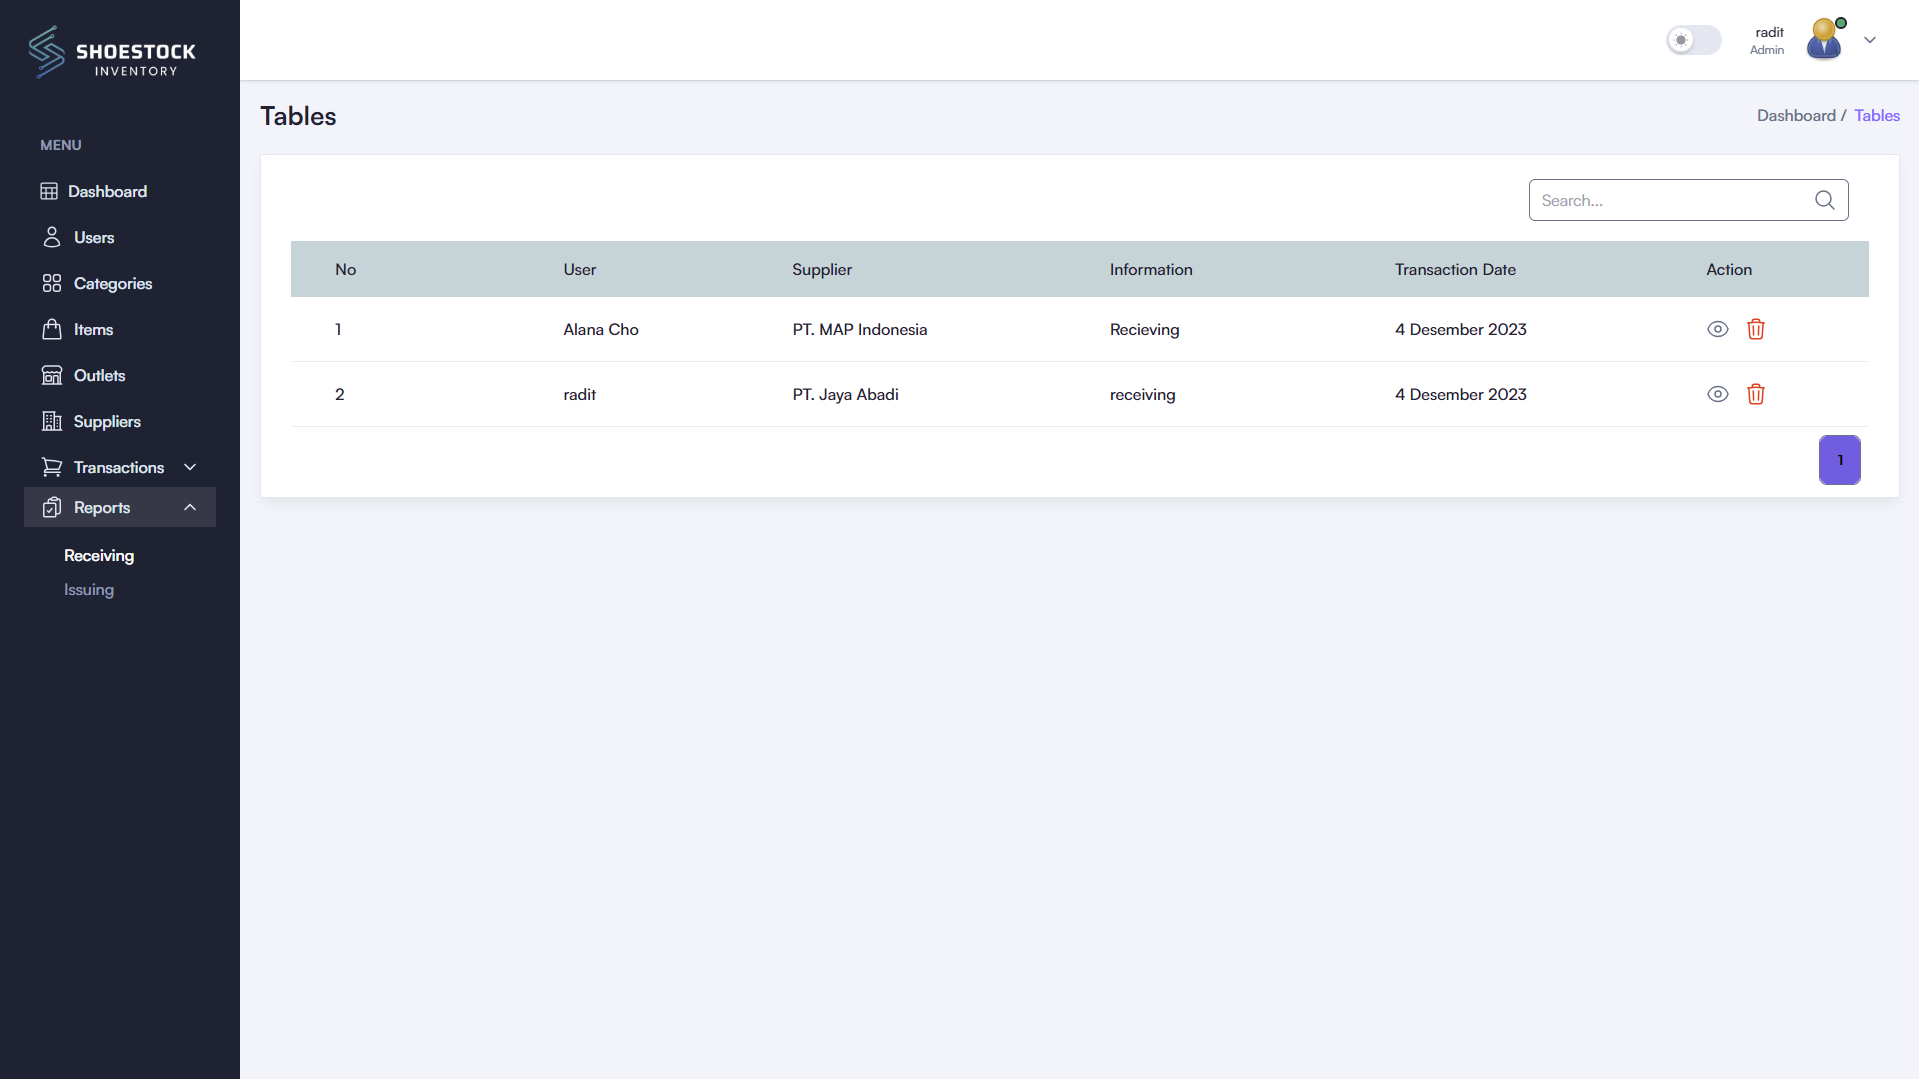 SHOESTOCK
INVENTORY
radit
Admin
MENU
Dashboard
Users
Categories
Items
Outlets
Suppliers
Transactions
Reports
Receiving
Issuing
Tables
Dashboard / Tables
Search...
No User Supplier Information Transaction Date Action
1 Alana Cho PT. MAP Indonesia Recieving 4 Desember 2023
2 radit PT. Jaya Abadi receiving 4 Desember 2023
1